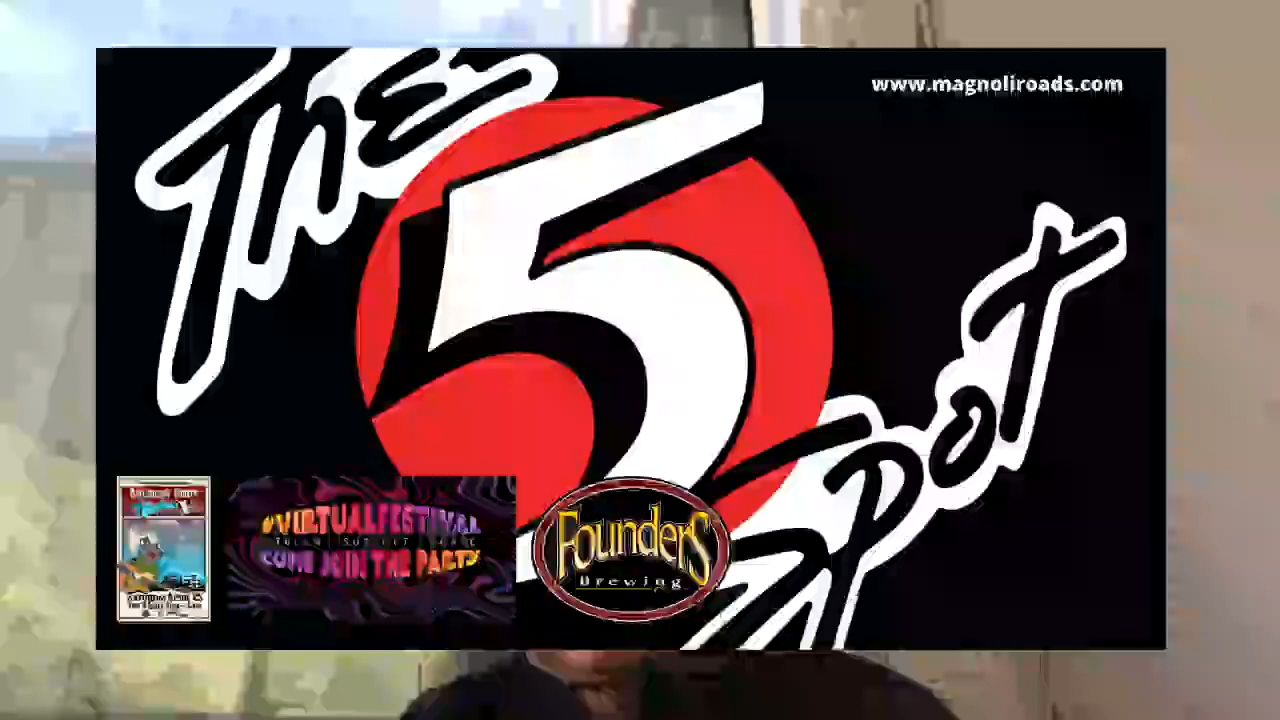 www.magnoliroads.com
The
5
Spot
#VIRTUALFESTIVAL
COME JOIN THE PARTY
Founders
Brewing